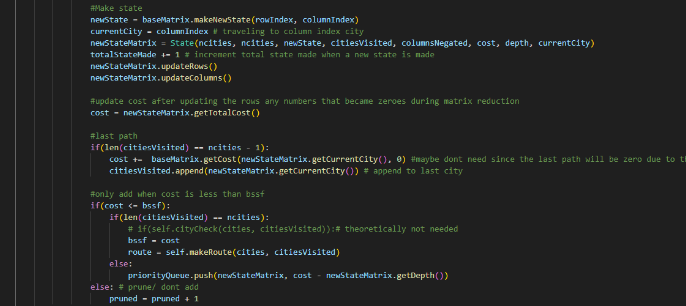 #Make state
newState = baseMatrix.makeNewState(rowIndex, columnIndex)
currentCity = columnIndex # traveling to column index city
newStateMatrix = State(ncities, ncities, newState, citiesVisited, columnsNegated, cost, depth, currentCity)
totalStateMade += 1 # increment total state made when a new state is made
newStateMatrix.updateRows()
newStateMatrix.updateColumns()
#update cost after updating the rows any numbers that became zeroes during matrix reduction
cost = newStateMatrix.getTotalCost()
#last path
if(len(citiesVisited) == ncities - 1):
cost += baseMatrix.getCost(newStateMatrix.getCurrentCity(), 0) #maybe dont need since the last path will be zero due to th
citiesVisited.append(newStateMatrix.getCurrentCity()) # append to last city
#only add when cost is less than bssf
if(cost <= bssf):
if(len(citiesVisited) == ncities):
# if(self.cityCheck(cities, citiesVisited)):# theoretically not needed
bssf = cost
route = self.makeRoute(cities, citiesVisited)
else:
priorityQueue.push(newStateMatrix, cost - newStateMatrix.getDepth())
else: # prune/ dont add
pruned = pruned + 1